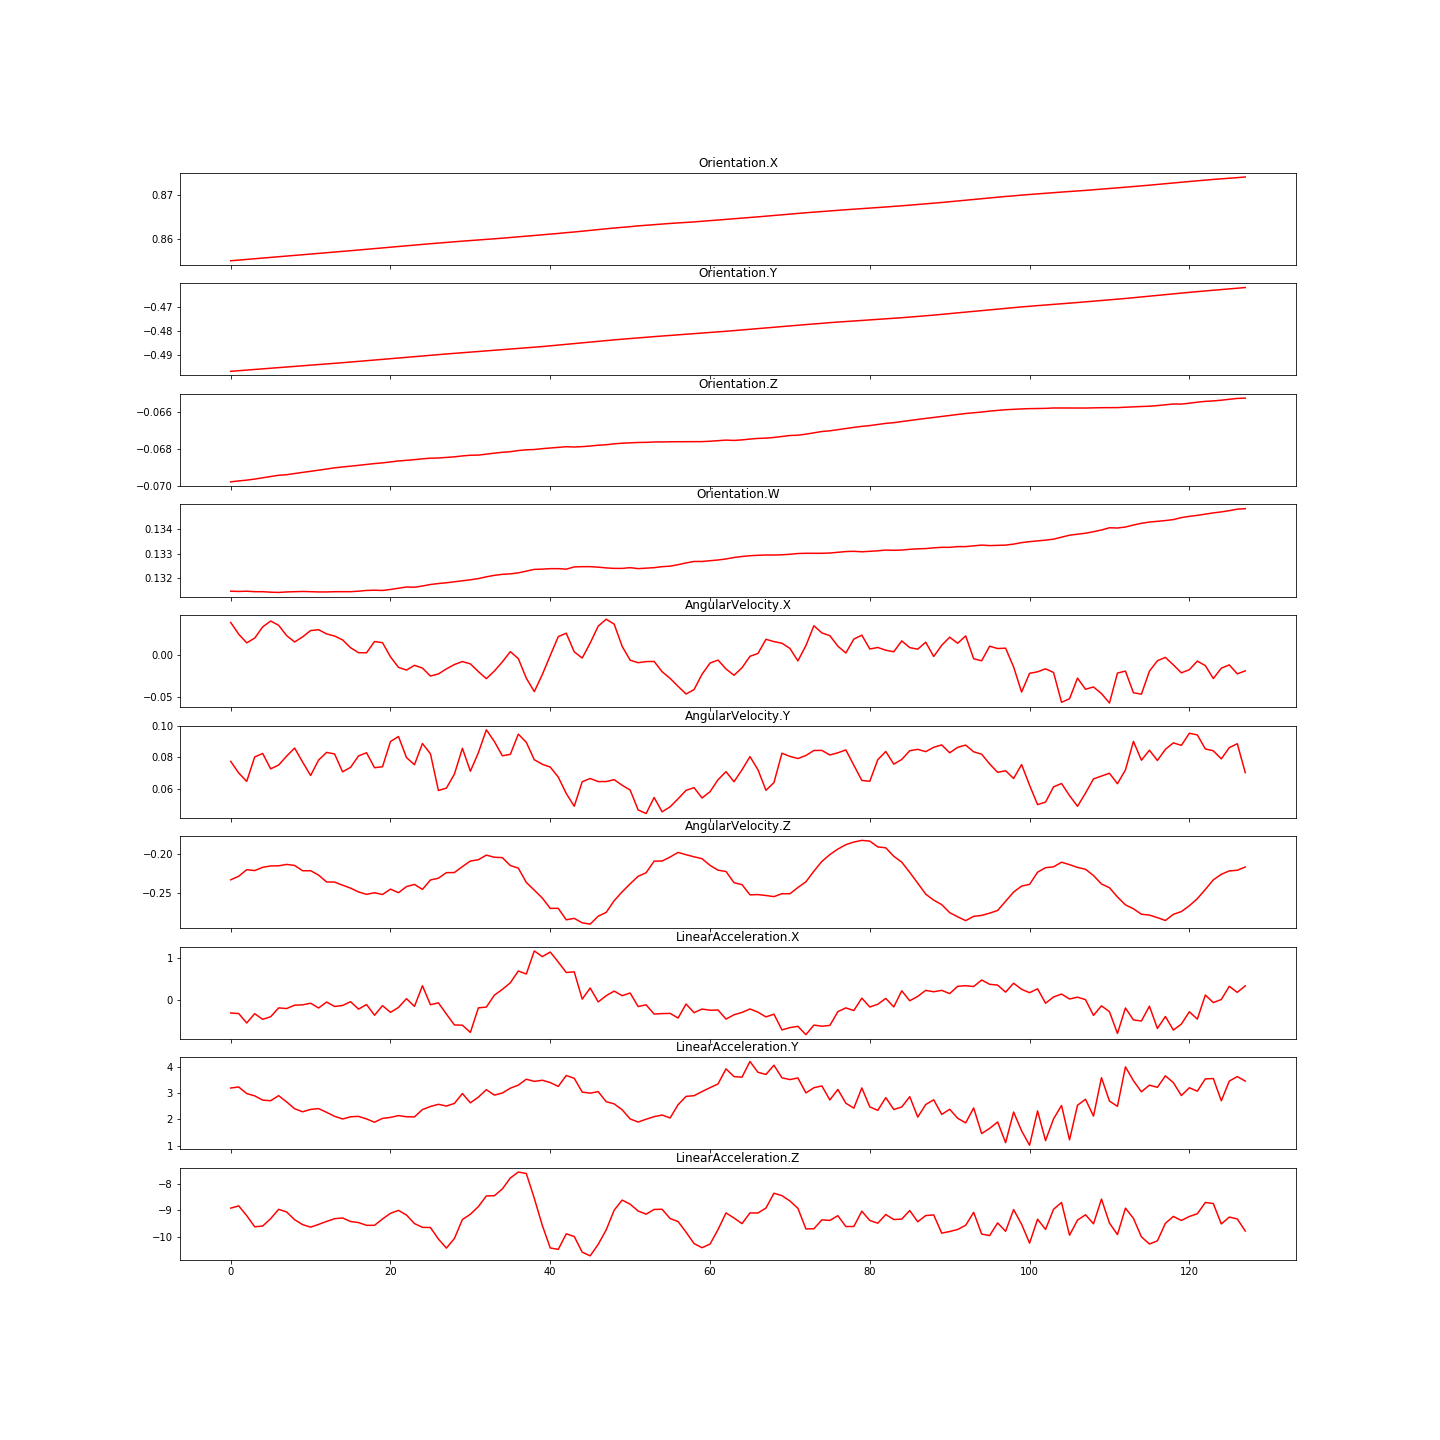 Orientation.X
0.87
0.86
Orientation.Y
−0.47
−0.48
−0.49
Orientation.Z
−0.066
−0.068
−0.070
Orientation.W
0.134
0.133
0.132
AngularVelocity.X
0.00
−0.05
AngularVelocity.Y
0.10
0.08
0.06
AngularVelocity.Z
−0.20
−0.25
LinearAcceleration.X
1
0
LinearAcceleration.Y
4
3
2
1
LinearAcceleration.Z
−8
−9
−10
0 20 40 60 80 100 120